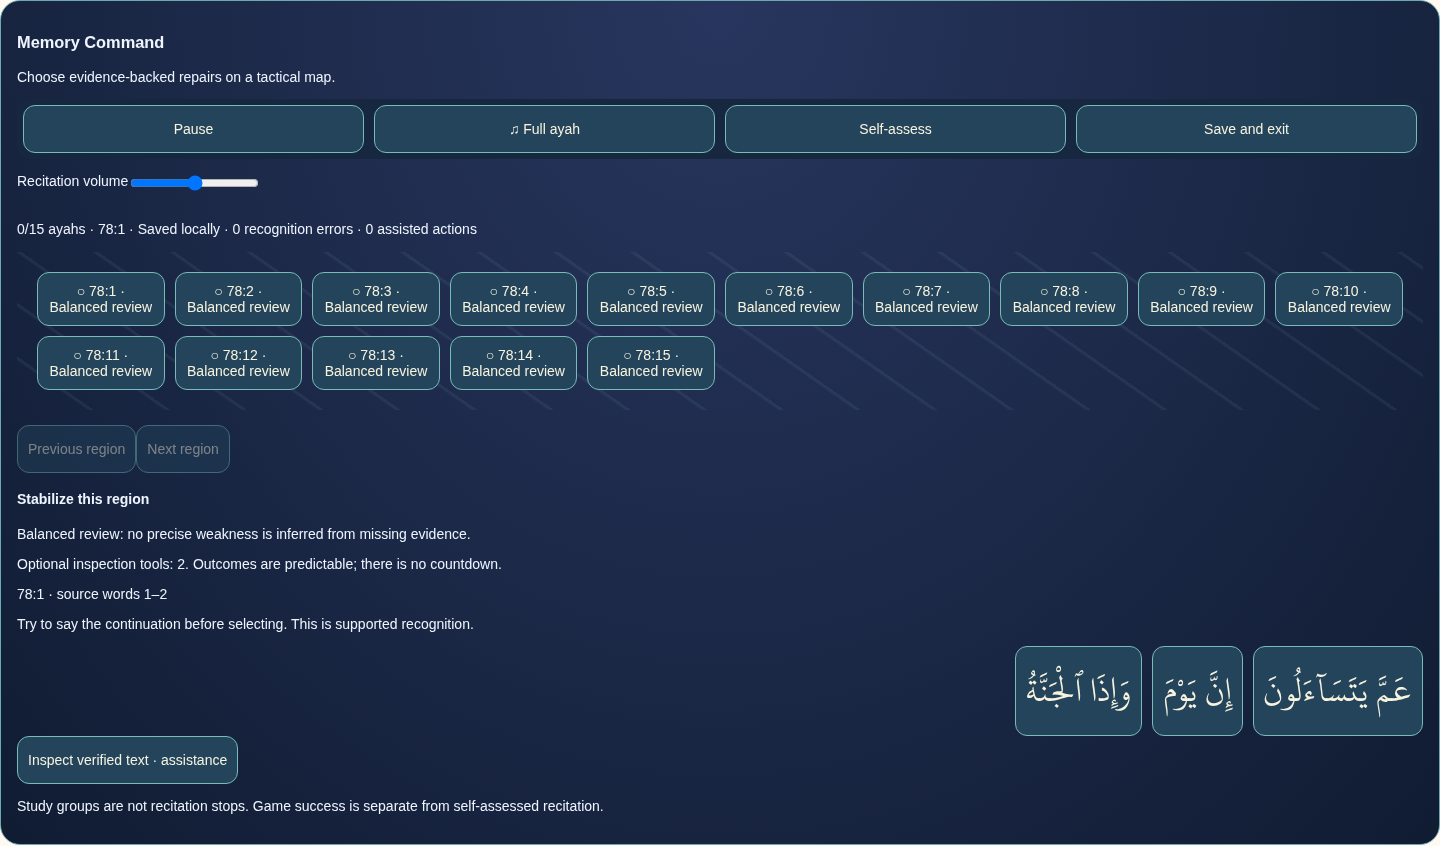 Memory Command
Choose evidence-backed repairs on a tactical map.
Pause
♫ Full ayah
Self-assess
Save and exit
Recitation volume
0/15 ayahs · 78:1 · Saved locally · 0 recognition errors · 0 assisted actions
○ 78:1 ·
Balanced review
○ 78:2 ·
Balanced review
○ 78:3 ·
Balanced review
○ 78:4 ·
Balanced review
○ 78:5 ·
Balanced review
○ 78:6 ·
Balanced review
○ 78:7 ·
Balanced review
○ 78:8 ·
Balanced review
○ 78:9 ·
Balanced review
○ 78:10 ·
Balanced review
○ 78:11 ·
Balanced review
○ 78:12 ·
Balanced review
○ 78:13 ·
Balanced review
○ 78:14 ·
Balanced review
○ 78:15 ·
Balanced review
Previous region
Next region
Stabilize this region
Balanced review: no precise weakness is inferred from missing evidence.
Optional inspection tools: 2. Outcomes are predictable; there is no countdown.
78:1 · source words 1–2
Try to say the continuation before selecting. This is supported recognition.
عَمَّ يَتَسَآءَلُونَ
إِنَّ يَوْمَ
وَإِذَا ٱلْجَنَّةُ
Inspect verified text · assistance
Study groups are not recitation stops. Game success is separate from self-assessed recitation.